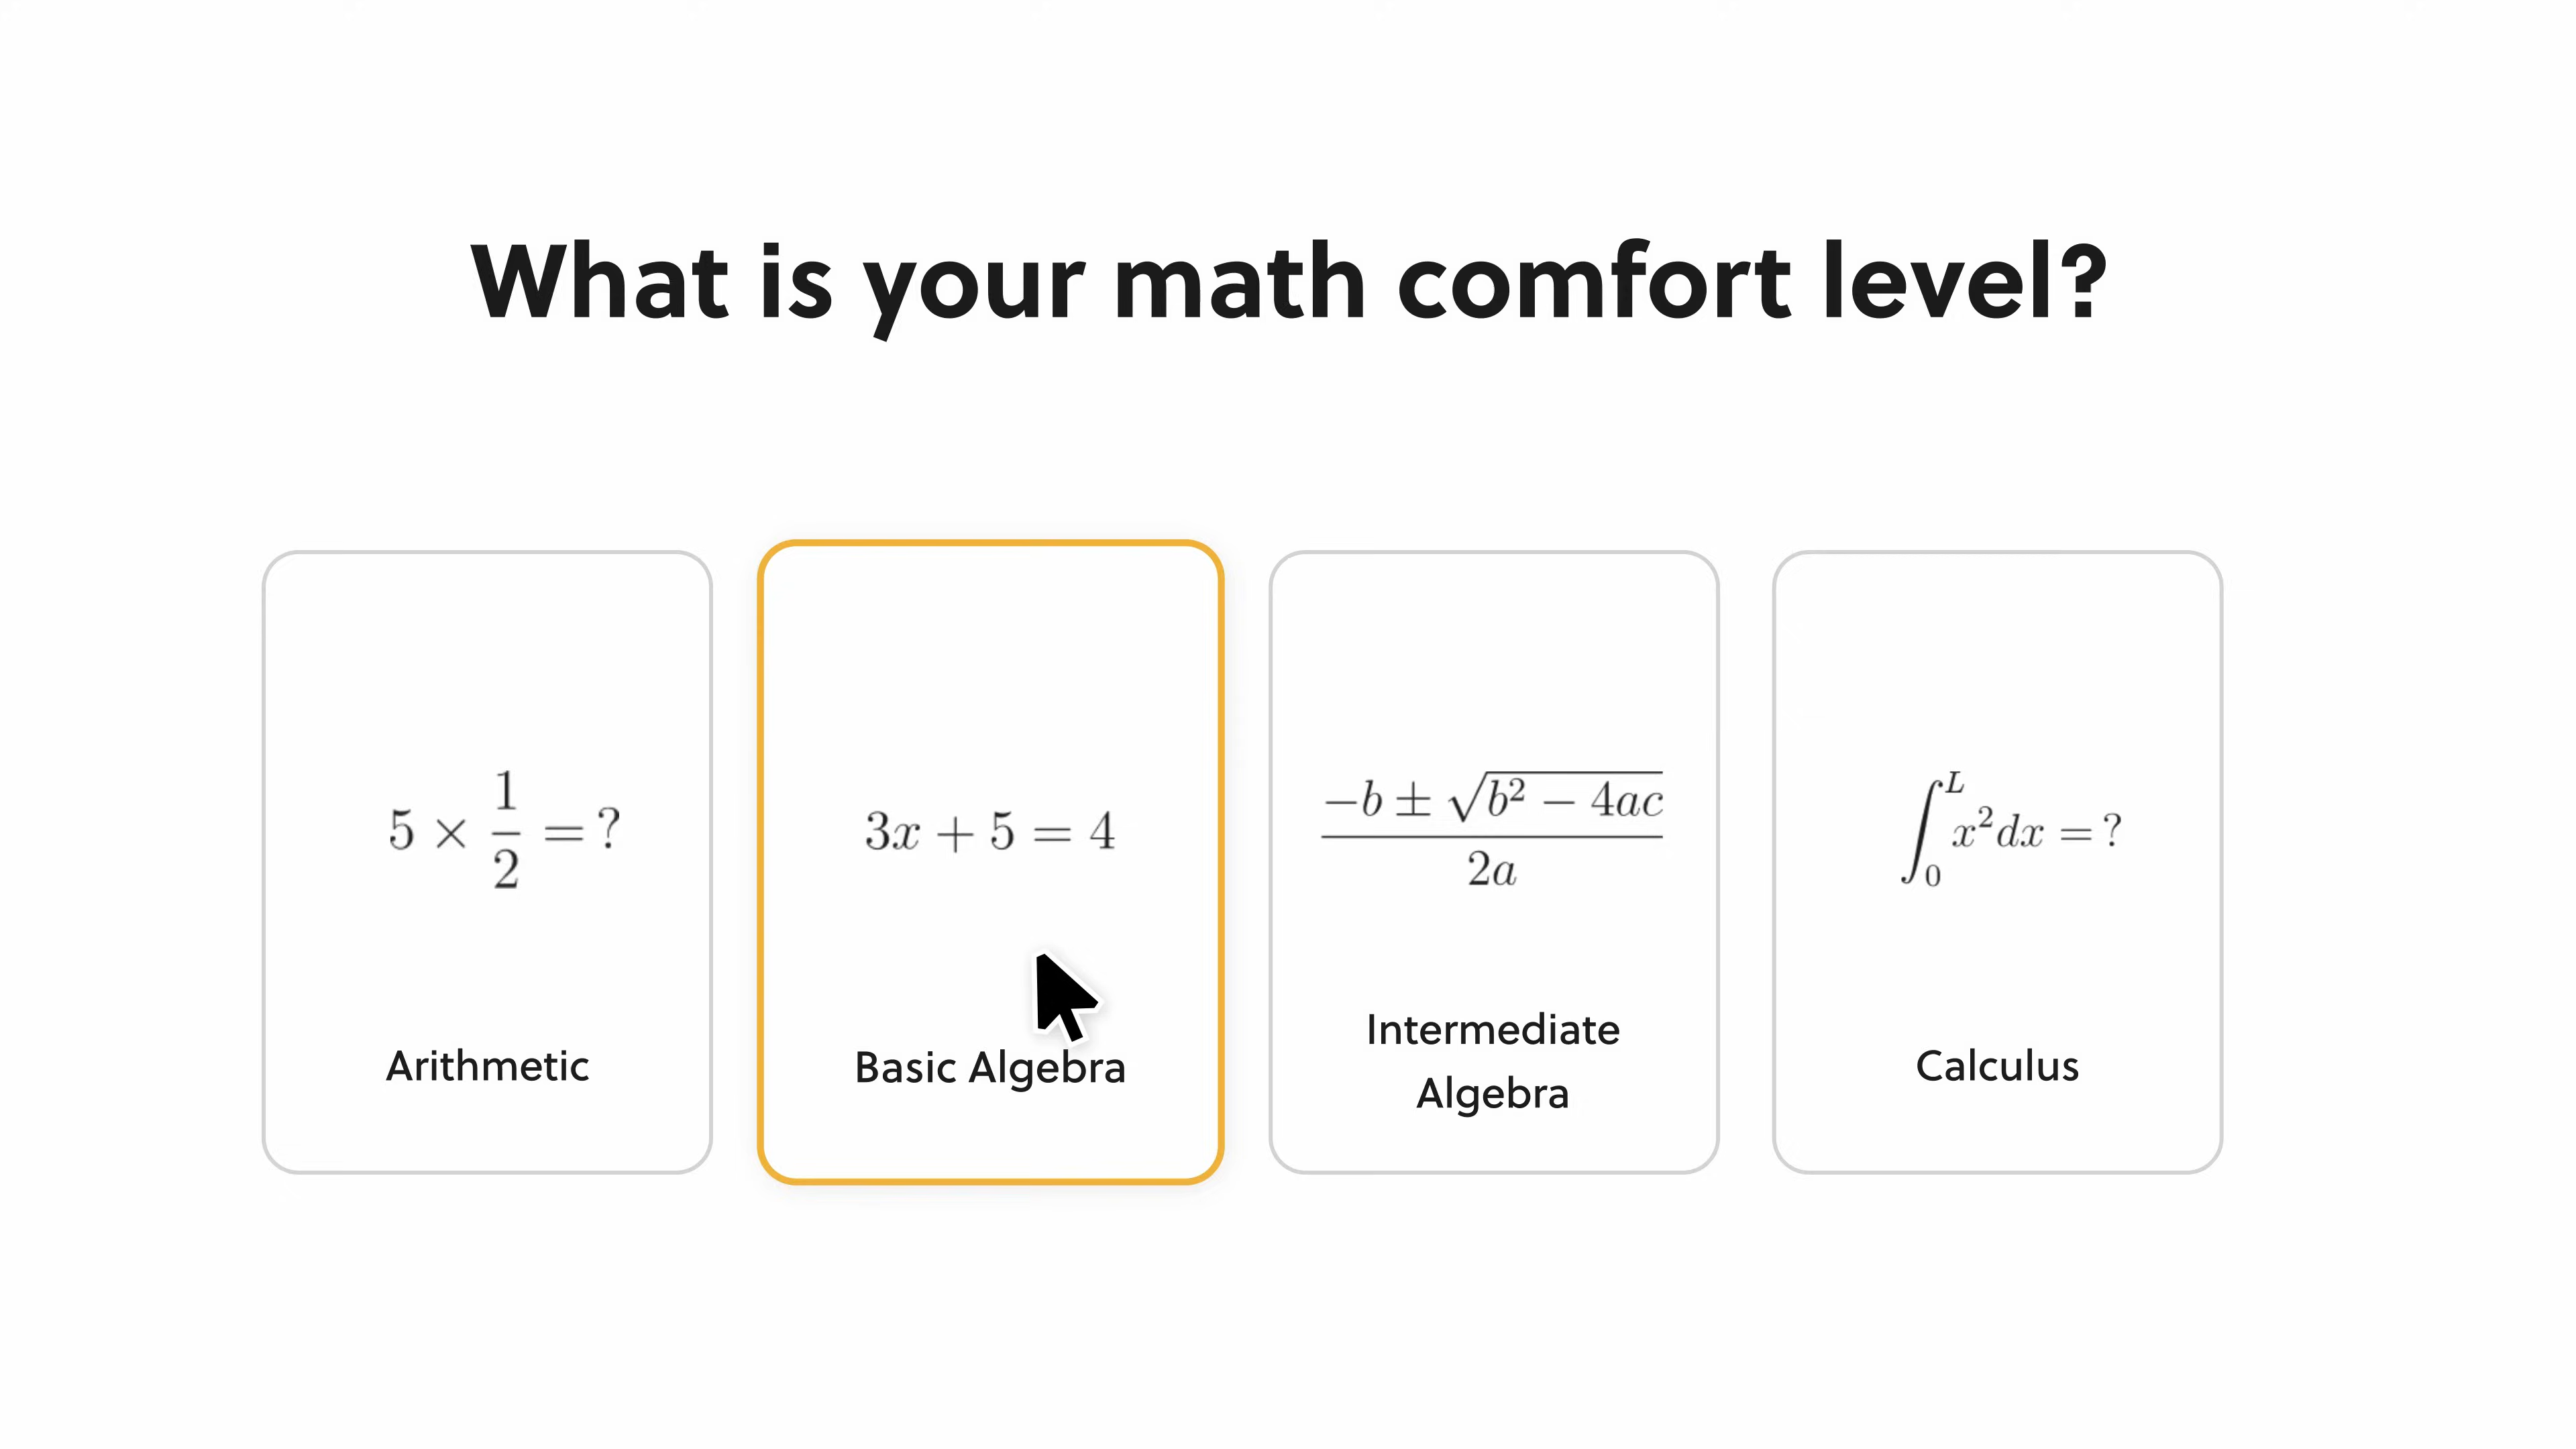 What is your math comfort level?
5 × 1/2 = ?
Arithmetic
3x + 5 = 4
Basic Algebra
−b ± √(b² − 4ac)
2a
Intermediate
Algebra
∫₀ᴸ x²dx = ?
Calculus